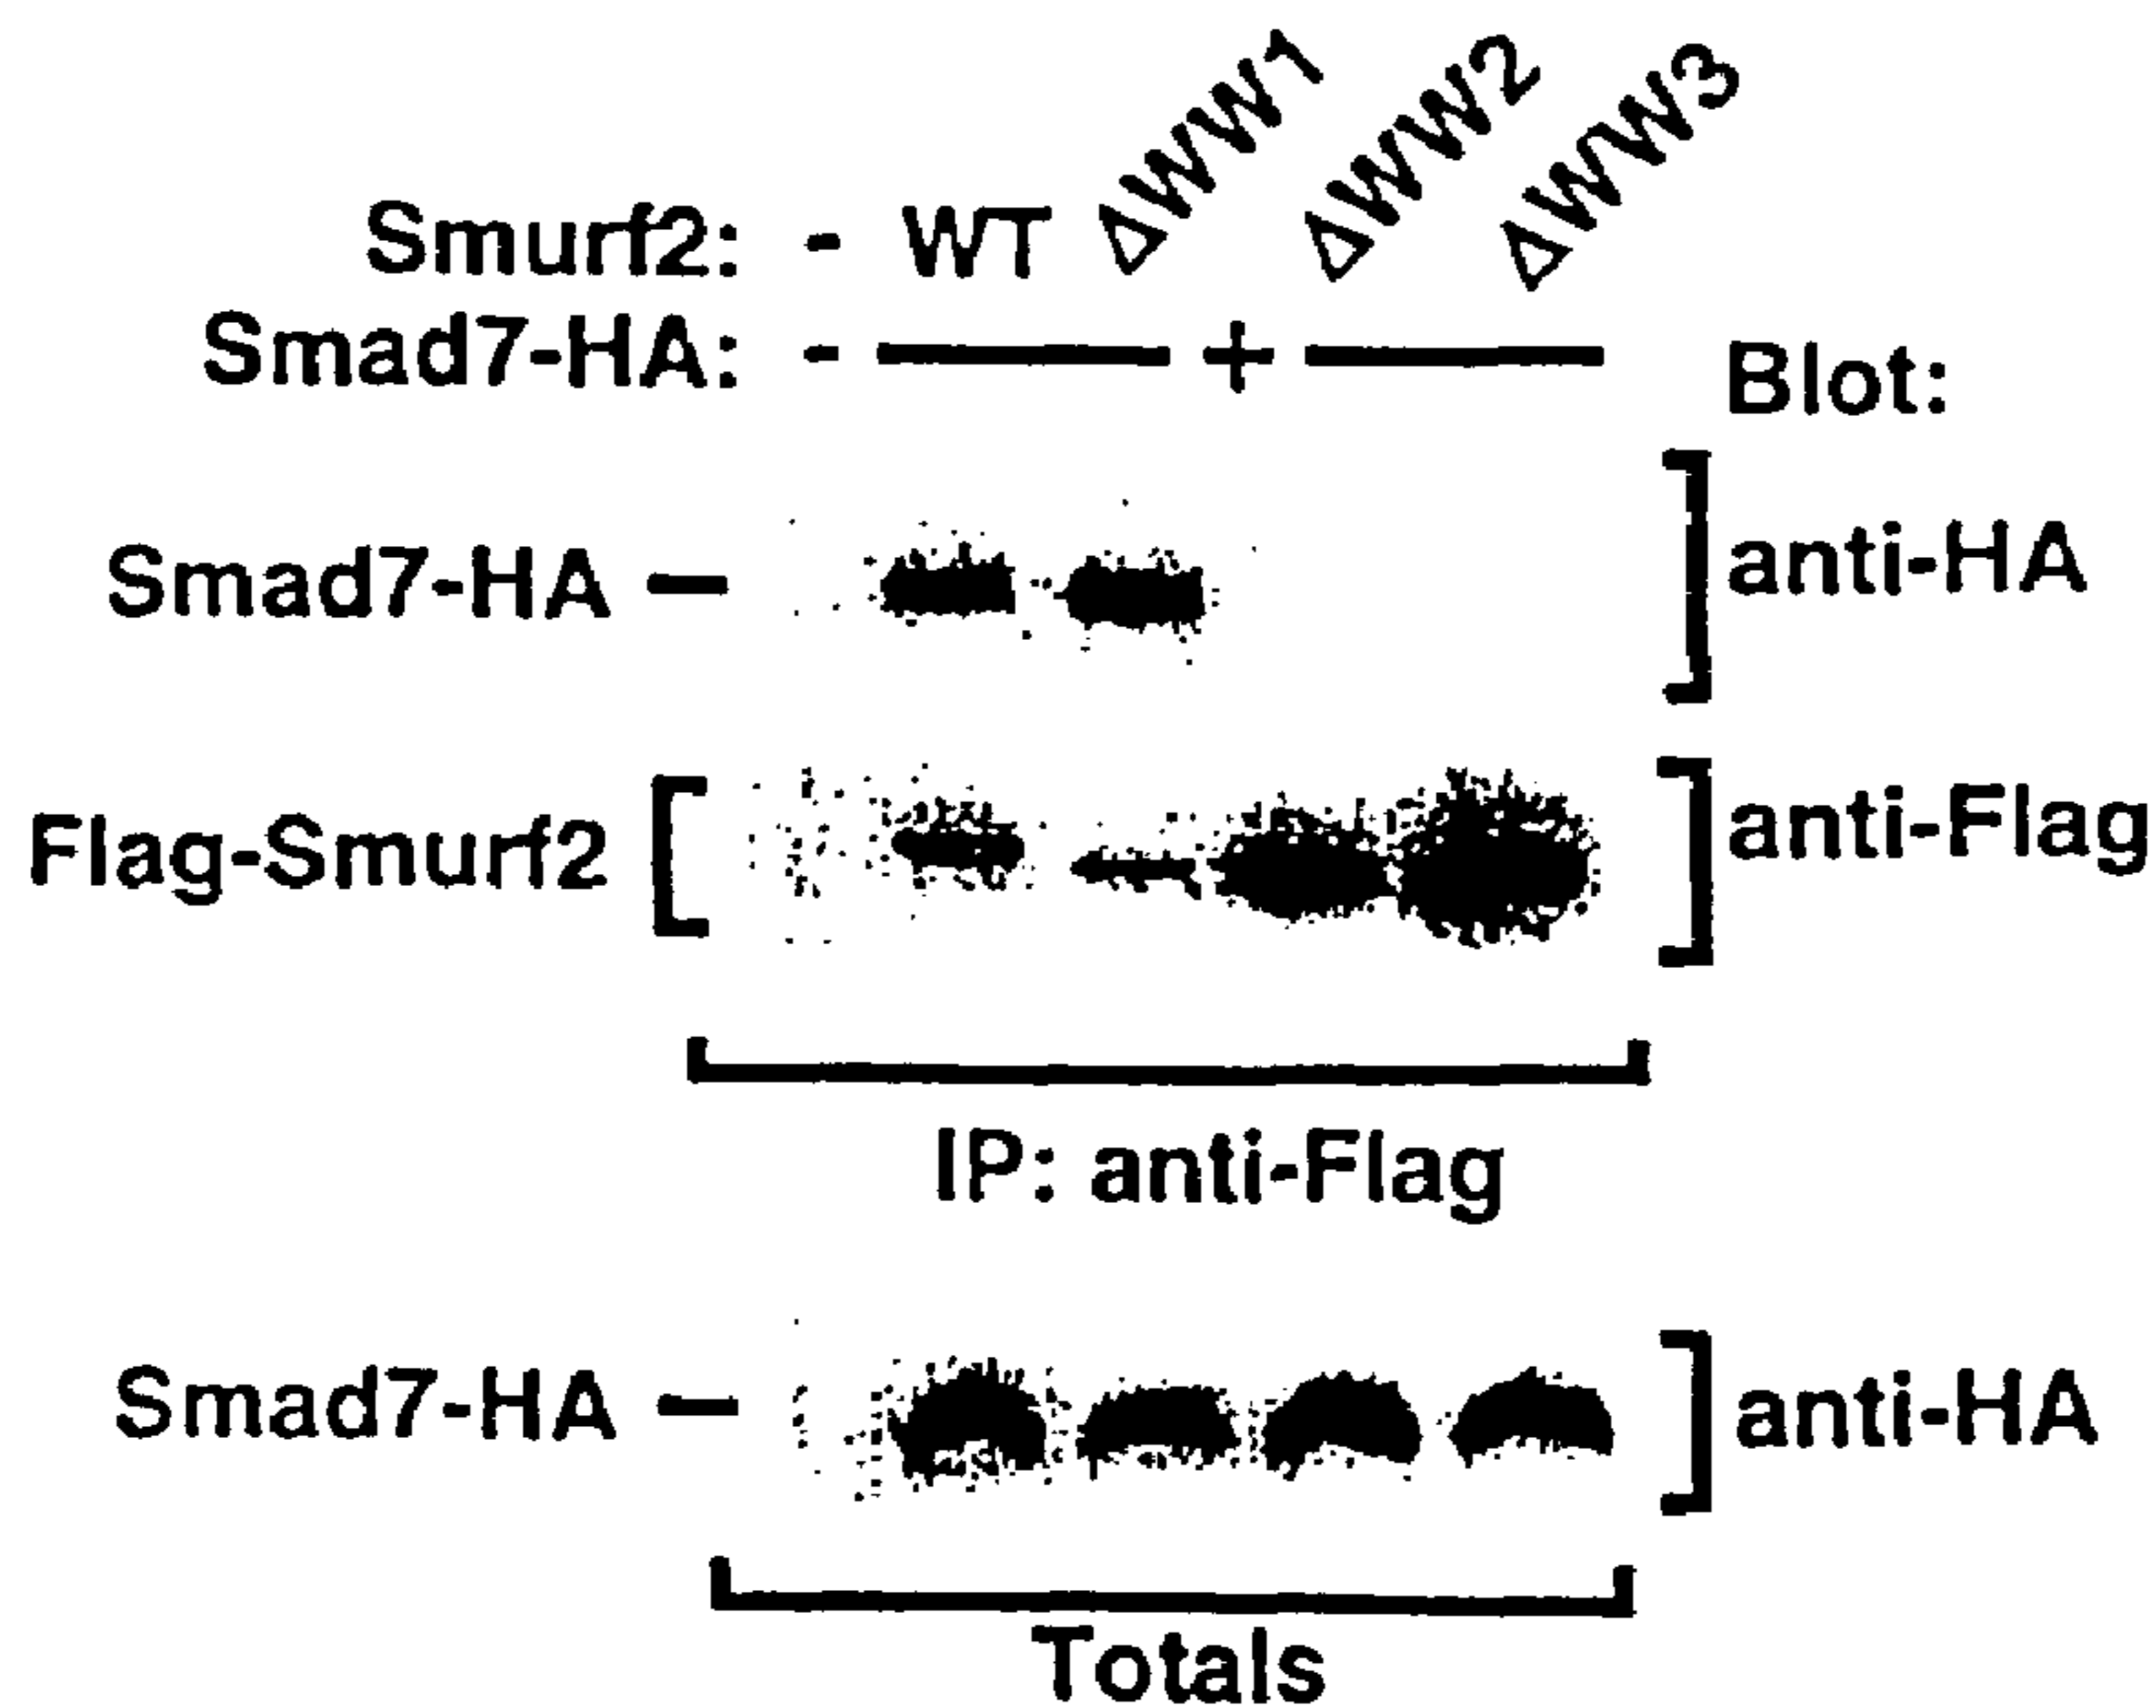 ΔWW1 ΔWW2 ΔWW3
Smurf2: - WT
Smad7-HA: - +
Blot:
Smad7-HA anti-HA
Flag-Smurf2 anti-Flag
IP: anti-Flag
Smad7-HA anti-HA
Totals